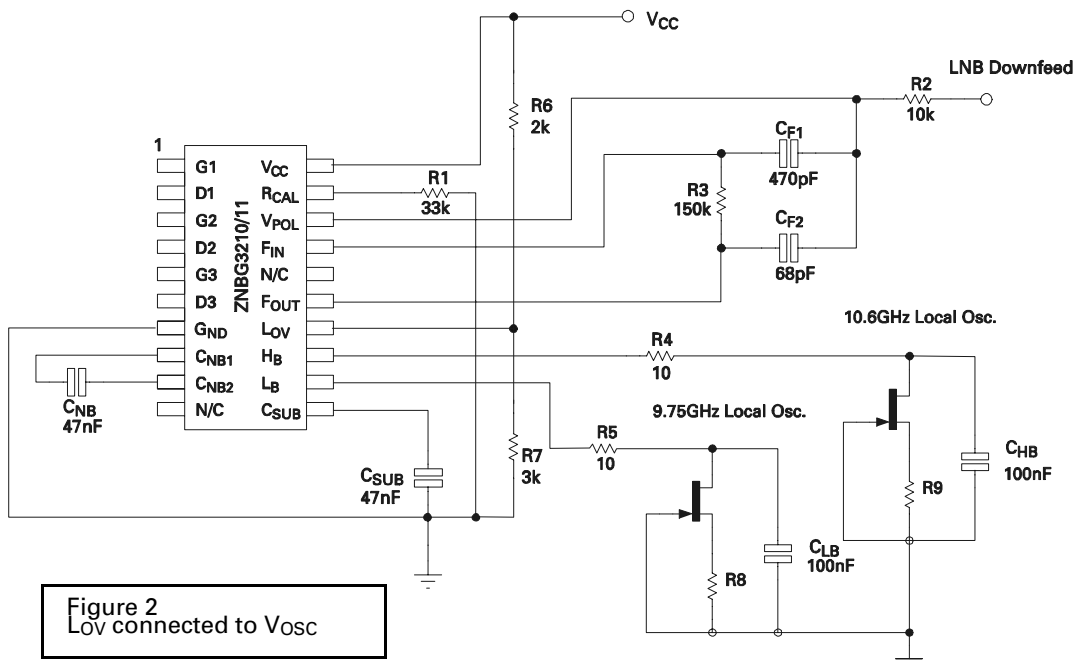 VCC
LNB Downfeed
R2
10k
R6
2k
CF1
470pF
R3
150k
CF2
68pF
1
R1
33k
G1 VCC
D1 RCAL
G2 VPOL
D2 FIN
G3 N/C
D3 FOUT
GND LOV
CNB1 HB
CNB2 LB
N/C CSUB
ZNBG3210/11
CNB
47nF
CSUB
47nF
R7
3k
10.6GHz Local Osc.
R4
10
9.75GHz Local Osc.
R5
10
R9
CHB
100nF
R8
CLB
100nF
Figure 2
LOV connected to VOSC